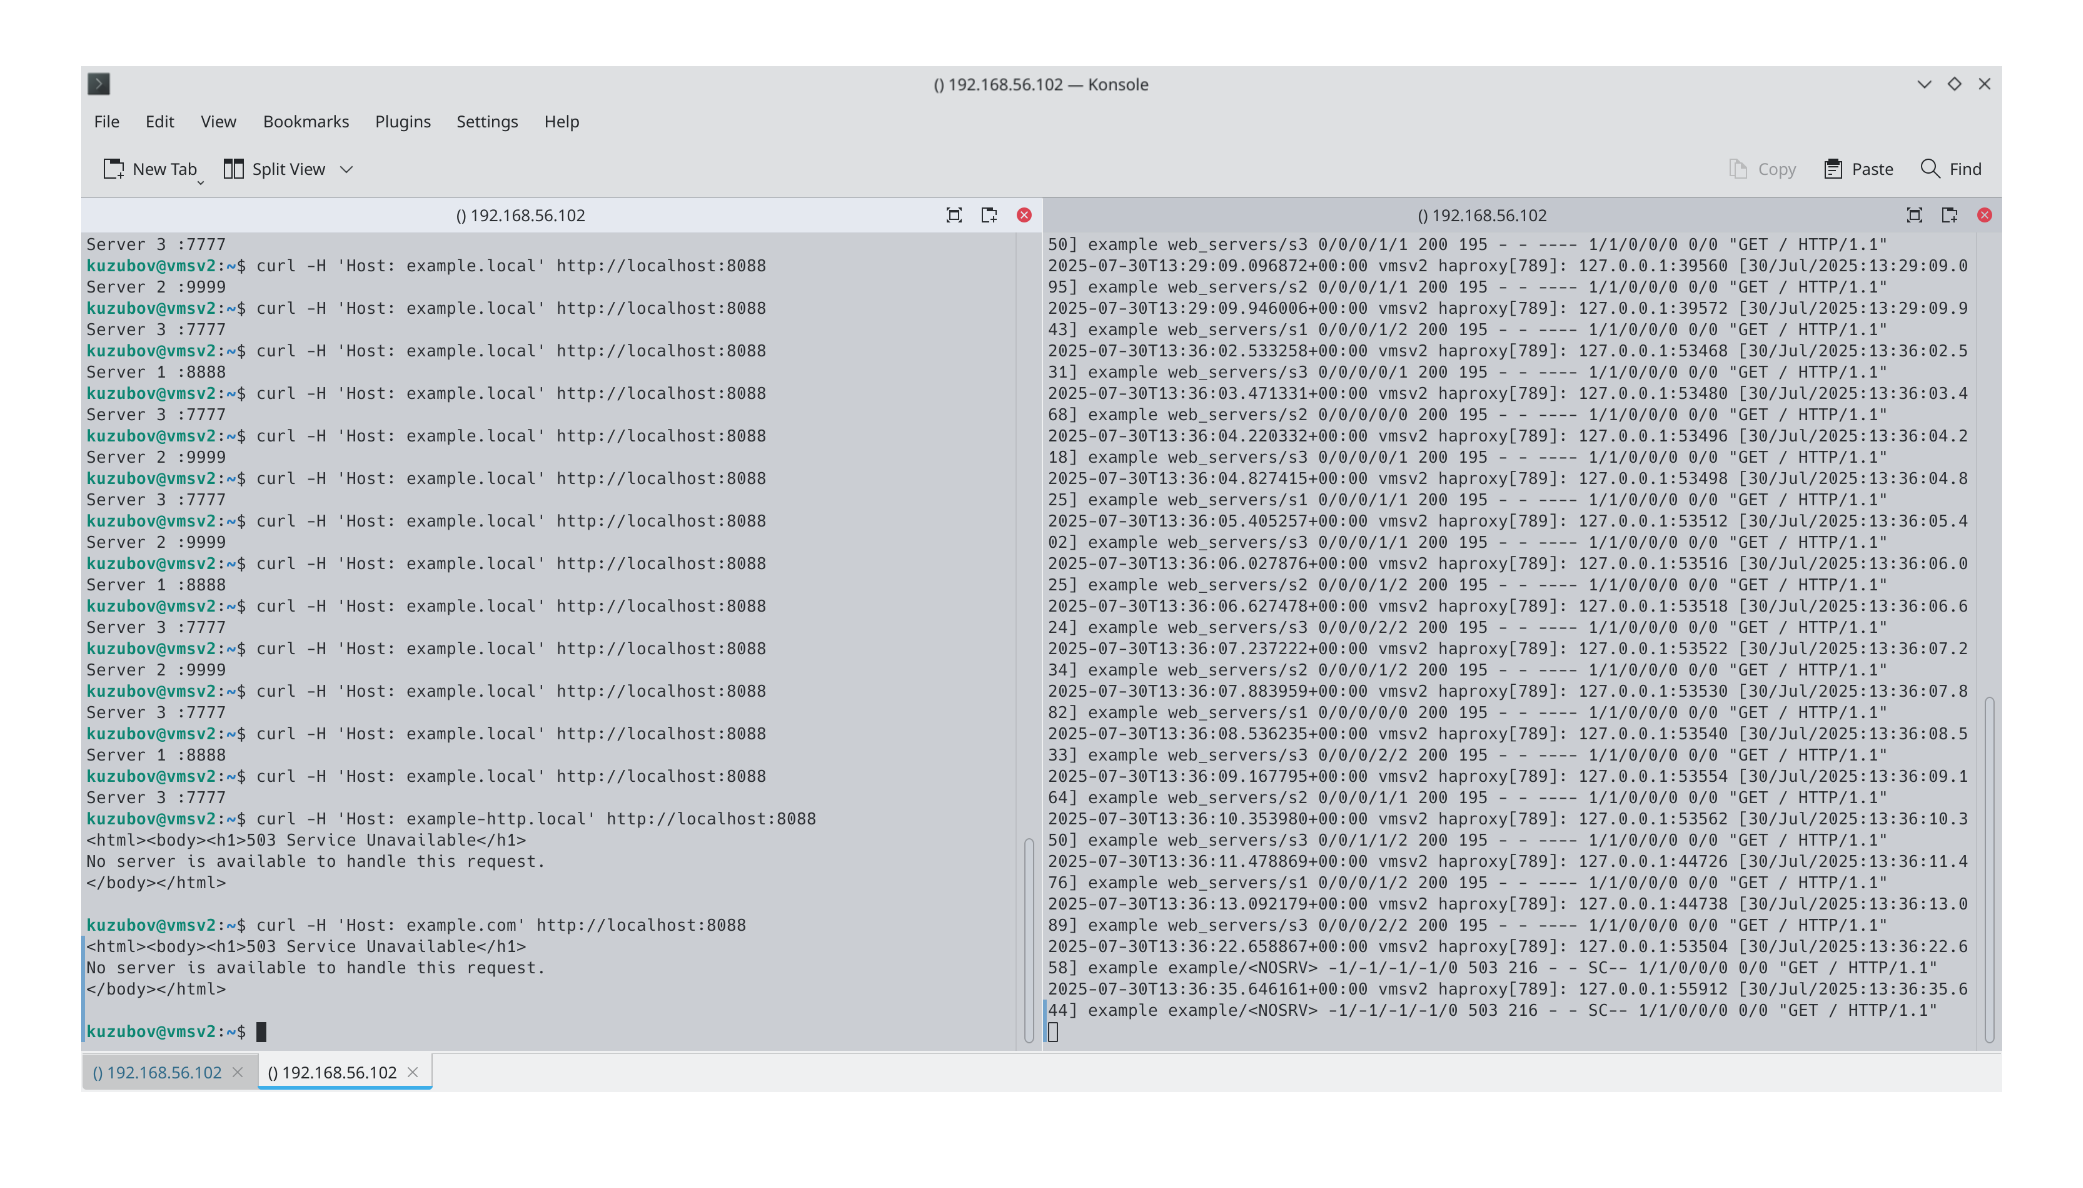 () 192.168.56.102 — Konsole
File Edit View Bookmarks Plugins Settings Help
New Tab Split View Copy Paste Find
() 192.168.56.102
Server 3 :7777
kuzubov@vmsv2:~$ curl -H 'Host: example.local' http://localhost:8088
Server 2 :9999
kuzubov@vmsv2:~$ curl -H 'Host: example.local' http://localhost:8088
Server 3 :7777
kuzubov@vmsv2:~$ curl -H 'Host: example.local' http://localhost:8088
Server 1 :8888
kuzubov@vmsv2:~$ curl -H 'Host: example.local' http://localhost:8088
Server 3 :7777
kuzubov@vmsv2:~$ curl -H 'Host: example.local' http://localhost:8088
Server 2 :9999
kuzubov@vmsv2:~$ curl -H 'Host: example.local' http://localhost:8088
Server 3 :7777
kuzubov@vmsv2:~$ curl -H 'Host: example.local' http://localhost:8088
Server 2 :9999
kuzubov@vmsv2:~$ curl -H 'Host: example.local' http://localhost:8088
Server 1 :8888
kuzubov@vmsv2:~$ curl -H 'Host: example.local' http://localhost:8088
Server 3 :7777
kuzubov@vmsv2:~$ curl -H 'Host: example.local' http://localhost:8088
Server 2 :9999
kuzubov@vmsv2:~$ curl -H 'Host: example.local' http://localhost:8088
Server 3 :7777
kuzubov@vmsv2:~$ curl -H 'Host: example.local' http://localhost:8088
Server 1 :8888
kuzubov@vmsv2:~$ curl -H 'Host: example.local' http://localhost:8088
Server 3 :7777
kuzubov@vmsv2:~$ curl -H 'Host: example-http.local' http://localhost:8088
<html><body><h1>503 Service Unavailable</h1>
No server is available to handle this request.
</body></html>
kuzubov@vmsv2:~$ curl -H 'Host: example.com' http://localhost:8088
<html><body><h1>503 Service Unavailable</h1>
No server is available to handle this request.
</body></html>
kuzubov@vmsv2:~$
() 192.168.56.102
50] example web_servers/s3 0/0/0/1/1 200 195 - - ---- 1/1/0/0/0 0/0 "GET / HTTP/1.1"
2025-07-30T13:29:09.096872+00:00 vmsv2 haproxy[789]: 127.0.0.1:39560 [30/Jul/2025:13:29:09.0
95] example web_servers/s2 0/0/0/1/1 200 195 - - ---- 1/1/0/0/0 0/0 "GET / HTTP/1.1"
2025-07-30T13:29:09.946006+00:00 vmsv2 haproxy[789]: 127.0.0.1:39572 [30/Jul/2025:13:29:09.9
43] example web_servers/s1 0/0/0/1/2 200 195 - - ---- 1/1/0/0/0 0/0 "GET / HTTP/1.1"
2025-07-30T13:36:02.533258+00:00 vmsv2 haproxy[789]: 127.0.0.1:53468 [30/Jul/2025:13:36:02.5
31] example web_servers/s3 0/0/0/0/1 200 195 - - ---- 1/1/0/0/0 0/0 "GET / HTTP/1.1"
2025-07-30T13:36:03.471331+00:00 vmsv2 haproxy[789]: 127.0.0.1:53480 [30/Jul/2025:13:36:03.4
68] example web_servers/s2 0/0/0/0/0 200 195 - - ---- 1/1/0/0/0 0/0 "GET / HTTP/1.1"
2025-07-30T13:36:04.220332+00:00 vmsv2 haproxy[789]: 127.0.0.1:53496 [30/Jul/2025:13:36:04.2
18] example web_servers/s3 0/0/0/0/1 200 195 - - ---- 1/1/0/0/0 0/0 "GET / HTTP/1.1"
2025-07-30T13:36:04.827415+00:00 vmsv2 haproxy[789]: 127.0.0.1:53498 [30/Jul/2025:13:36:04.8
25] example web_servers/s1 0/0/0/1/1 200 195 - - ---- 1/1/0/0/0 0/0 "GET / HTTP/1.1"
2025-07-30T13:36:05.405257+00:00 vmsv2 haproxy[789]: 127.0.0.1:53512 [30/Jul/2025:13:36:05.4
02] example web_servers/s3 0/0/0/1/1 200 195 - - ---- 1/1/0/0/0 0/0 "GET / HTTP/1.1"
2025-07-30T13:36:06.027876+00:00 vmsv2 haproxy[789]: 127.0.0.1:53516 [30/Jul/2025:13:36:06.0
25] example web_servers/s2 0/0/0/1/2 200 195 - - ---- 1/1/0/0/0 0/0 "GET / HTTP/1.1"
2025-07-30T13:36:06.627478+00:00 vmsv2 haproxy[789]: 127.0.0.1:53518 [30/Jul/2025:13:36:06.6
24] example web_servers/s3 0/0/0/2/2 200 195 - - ---- 1/1/0/0/0 0/0 "GET / HTTP/1.1"
2025-07-30T13:36:07.237222+00:00 vmsv2 haproxy[789]: 127.0.0.1:53522 [30/Jul/2025:13:36:07.2
34] example web_servers/s2 0/0/0/1/2 200 195 - - ---- 1/1/0/0/0 0/0 "GET / HTTP/1.1"
2025-07-30T13:36:07.883959+00:00 vmsv2 haproxy[789]: 127.0.0.1:53530 [30/Jul/2025:13:36:07.8
82] example web_servers/s1 0/0/0/0/0 200 195 - - ---- 1/1/0/0/0 0/0 "GET / HTTP/1.1"
2025-07-30T13:36:08.536235+00:00 vmsv2 haproxy[789]: 127.0.0.1:53540 [30/Jul/2025:13:36:08.5
33] example web_servers/s3 0/0/0/2/2 200 195 - - ---- 1/1/0/0/0 0/0 "GET / HTTP/1.1"
2025-07-30T13:36:09.167795+00:00 vmsv2 haproxy[789]: 127.0.0.1:53554 [30/Jul/2025:13:36:09.1
64] example web_servers/s2 0/0/0/1/1 200 195 - - ---- 1/1/0/0/0 0/0 "GET / HTTP/1.1"
2025-07-30T13:36:10.353980+00:00 vmsv2 haproxy[789]: 127.0.0.1:53562 [30/Jul/2025:13:36:10.3
50] example web_servers/s3 0/0/1/1/2 200 195 - - ---- 1/1/0/0/0 0/0 "GET / HTTP/1.1"
2025-07-30T13:36:11.478869+00:00 vmsv2 haproxy[789]: 127.0.0.1:44726 [30/Jul/2025:13:36:11.4
76] example web_servers/s1 0/0/0/1/2 200 195 - - ---- 1/1/0/0/0 0/0 "GET / HTTP/1.1"
2025-07-30T13:36:13.092179+00:00 vmsv2 haproxy[789]: 127.0.0.1:44738 [30/Jul/2025:13:36:13.0
89] example web_servers/s3 0/0/0/2/2 200 195 - - ---- 1/1/0/0/0 0/0 "GET / HTTP/1.1"
2025-07-30T13:36:22.658867+00:00 vmsv2 haproxy[789]: 127.0.0.1:53504 [30/Jul/2025:13:36:22.6
58] example example/<NOSRV> -1/-1/-1/-1/0 503 216 - - SC-- 1/1/0/0/0 0/0 "GET / HTTP/1.1"
2025-07-30T13:36:35.646161+00:00 vmsv2 haproxy[789]: 127.0.0.1:55912 [30/Jul/2025:13:36:35.6
44] example example/<NOSRV> -1/-1/-1/-1/0 503 216 - - SC-- 1/1/0/0/0 0/0 "GET / HTTP/1.1"
() 192.168.56.102 () 192.168.56.102